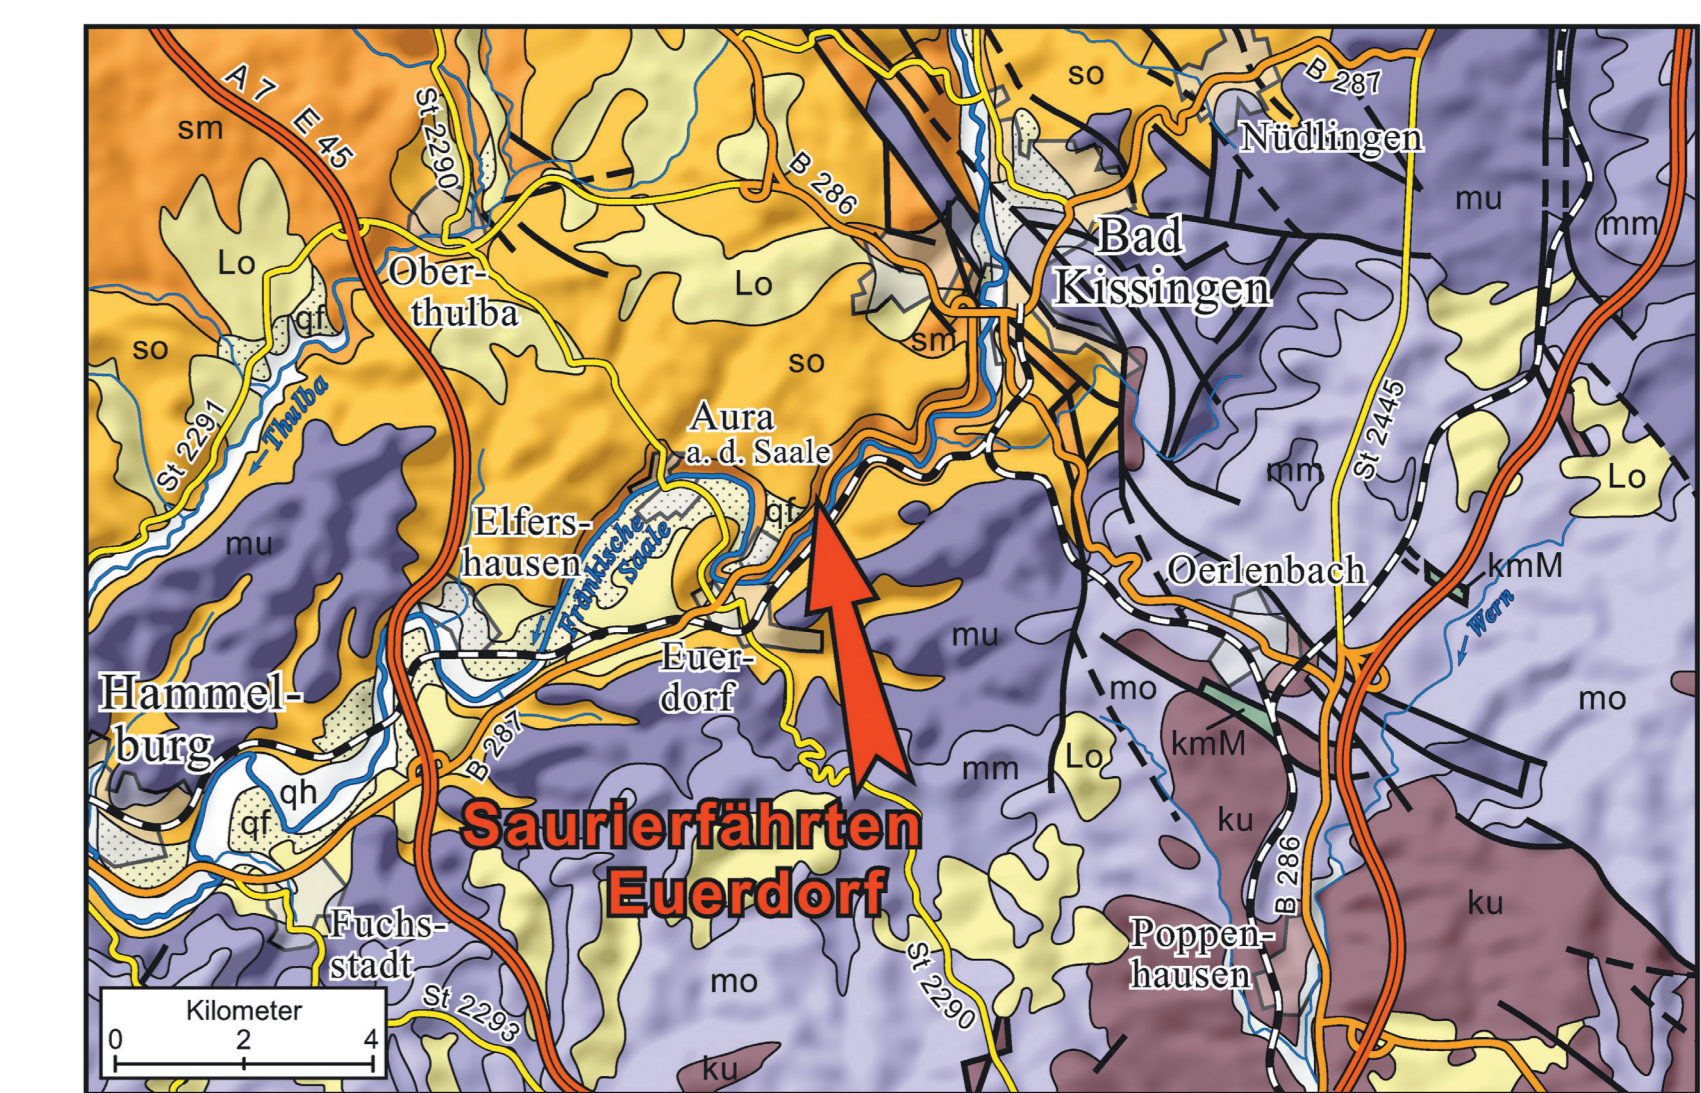 A 7
E 45
sm
St 2290
B 286
so
B 287
Nüdlingen
mu
mm
Lo
qf
Ober-
thulba
Lo
Bad
Kissingen
so
St 2291
Thulba
so
sm
Aura
a. d. Saale
St 2445
mm
Lo
mu
Elfers-
hausen
Fränkische
Saale
qf
Oerlenbach
kmM
Wern
mu
Euer-
dorf
Hammel-
burg
B 287
mo
mo
kmM
Lo
mm
qh
qf
ku
Saurierfährten
Euerdorf
B 286
ku
Fuchs-
stadt
Poppen-
hausen
mo
St 2290
St 2293
Kilometer
0 2 4
ku